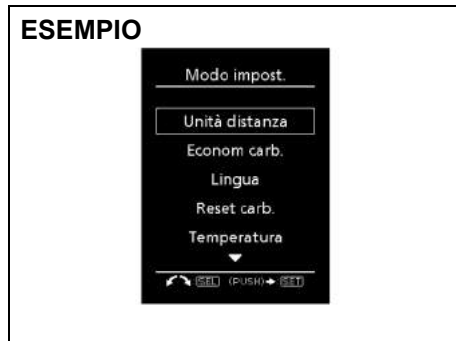 ESEMPIO
Modo impost.
Unità distanza
Econom carb.
Lingua
Reset carb.
Temperatura
SEL (PUSH) SET